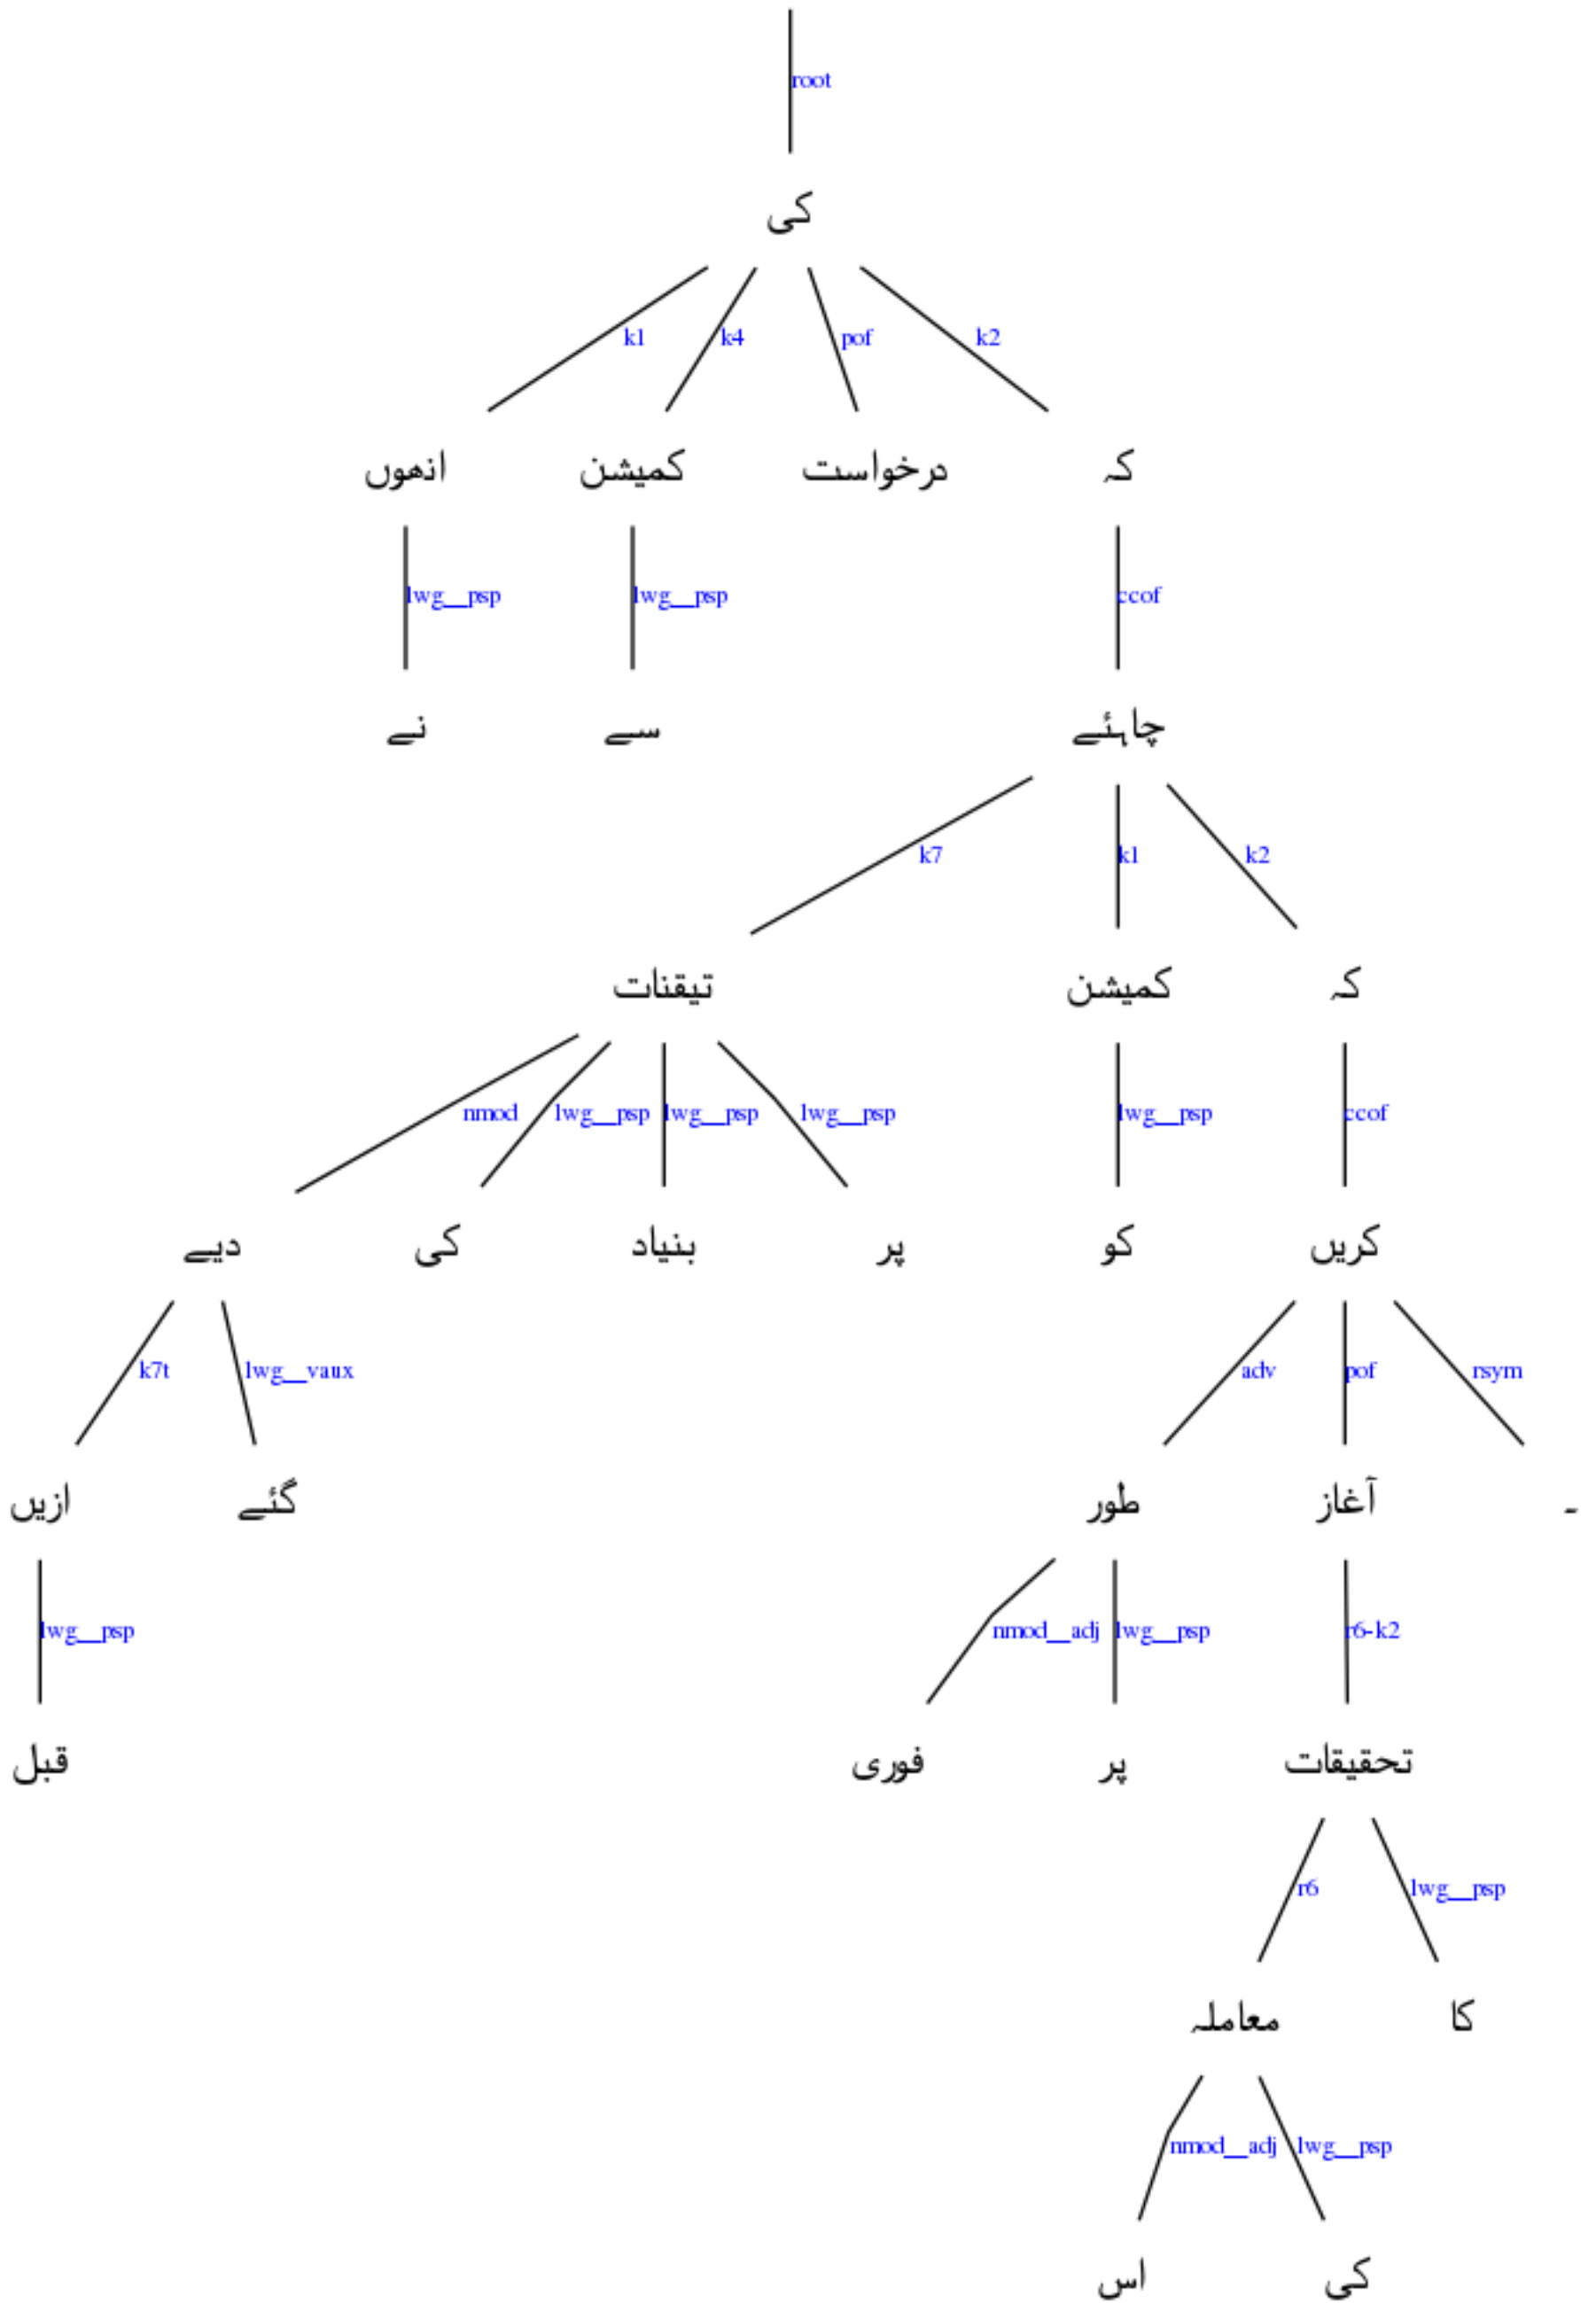 root
کی
k1 k4 pof k2
انھوں کمیشن درخواست کہ
lwg__psp lwg__psp ccof
نے سے چاہئے
k7 k1 k2
تیقنات کمیشن کہ
nmod lwg__psp lwg__psp lwg__psp lwg__psp ccof
دیے کی بنیاد پر کو کریں
k7t lwg__vaux adv pof rsym
ازیں گئے طور آغاز ۔
lwg__psp nmod__adj lwg__psp r6-k2
قبل فوری پر تحقیقات
r6 lwg__psp
معاملہ کا
nmod__adj lwg__psp
اس کی